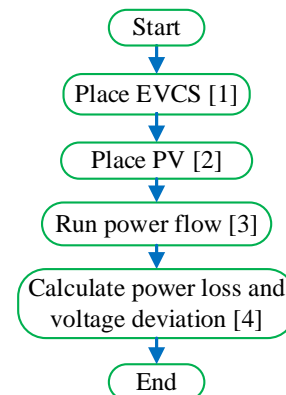 Start
Place EVCS [1]
Place PV [2]
Run power flow [3]
Calculate power loss and
voltage deviation [4]
End